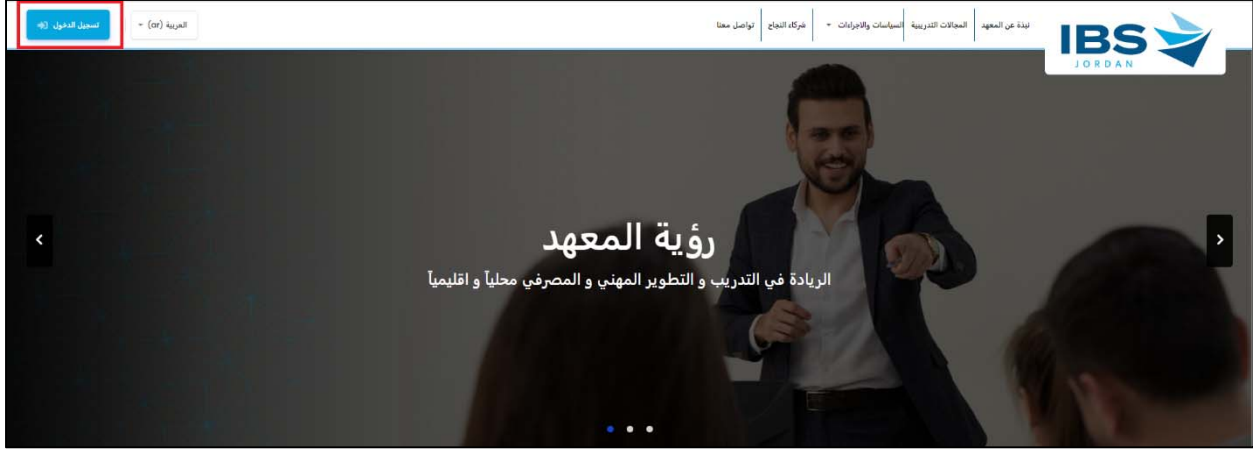 IBS
JORDAN
نبذة عن المعهد
المجالات التدريبية
السياسات والاجراءات
شركاء النجاح
تواصل معنا
العربية (ar)
تسجيل الدخول
رؤية المعهد
الريادة في التدريب و التطوير المهني و المصرفي محلياً و اقليمياً